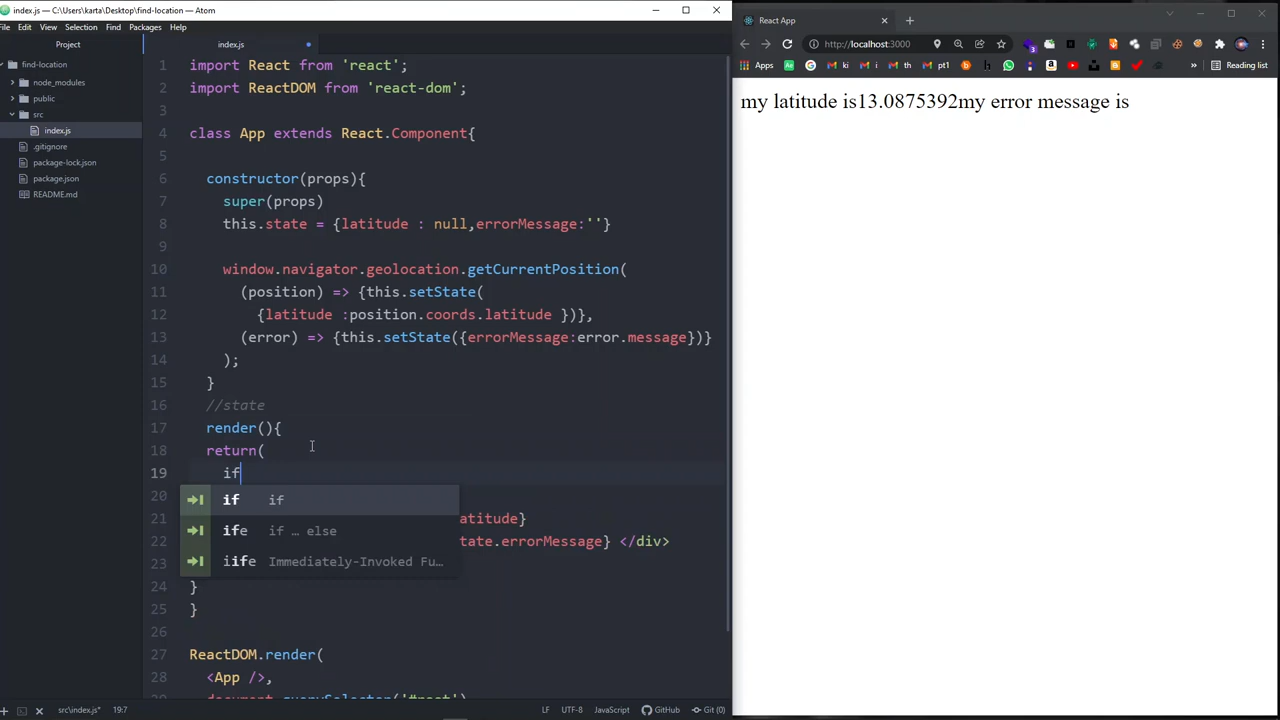 index.js — C:\Users\karta\Desktop\find-location — Atom
File Edit View Selection Find Packages Help
Project
index.js
find-location
node_modules
public
src
index.js
.gitignore
package-lock.json
package.json
README.md
1 import React from 'react';
2 import ReactDOM from 'react-dom';
3
4 class App extends React.Component{
5
6 constructor(props){
7 super(props)
8 this.state = {latitude : null,errorMessage:''}
9
10 window.navigator.geolocation.getCurrentPosition(
11 (position) => {this.setState(
12 {latitude :position.coords.latitude })},
13 (error) => {this.setState({errorMessage:error.message})}
14 );
15 }
16 //state
17 render(){
18 return(
19 if
20
if if
21 atitude}
ife if … else
22 tate.errorMessage} </div>
iife Immediately-Invoked Fu…
23
24 }
25 }
26
27 ReactDOM.render(
28 <App />,
document.querySelector('#root')
src\index.js* 19:7
LF UTF-8 JavaScript GitHub Git (0)
React App
http://localhost:3000
Apps ki i th pt1 Reading list
my latitude is13.0875392my error message is